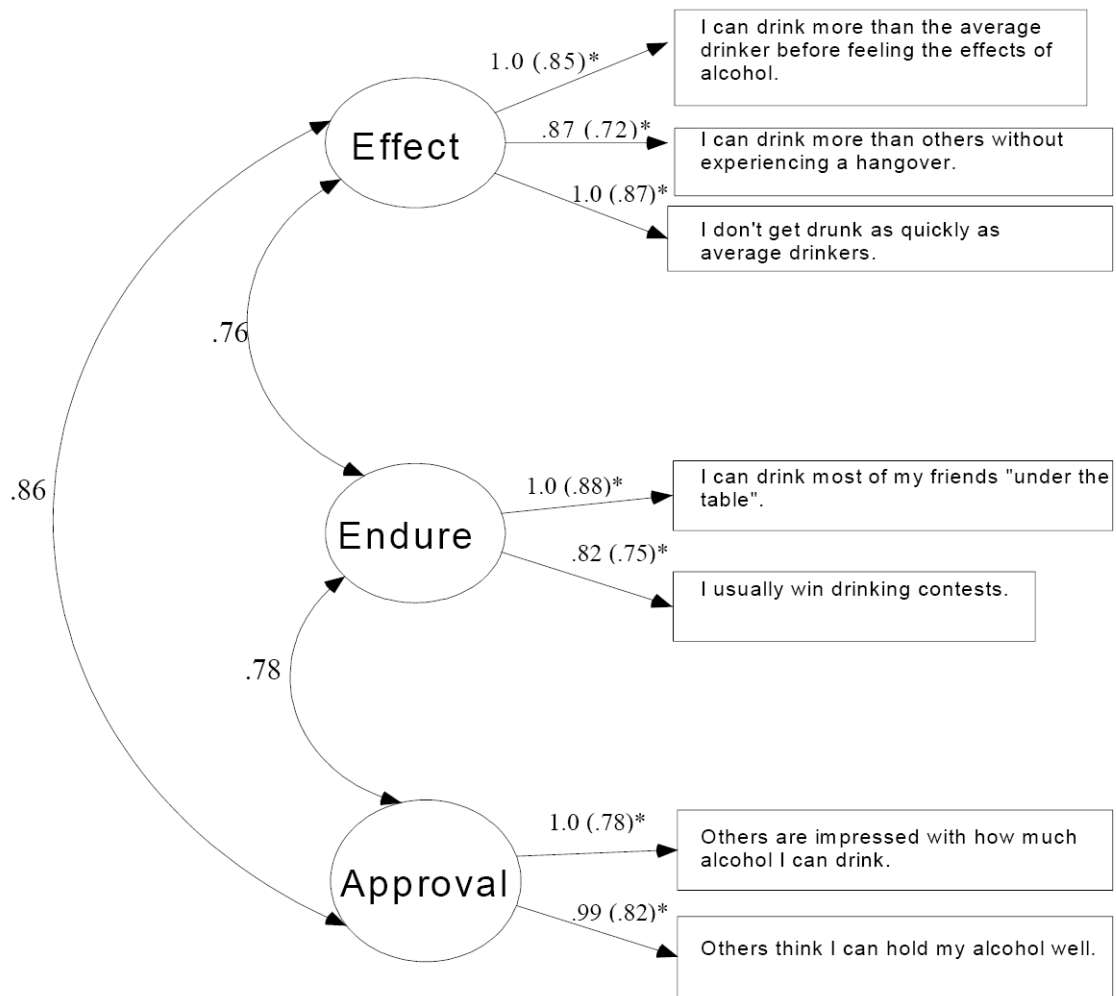 I can drink more than the average
drinker before feeling the effects of
alcohol.
1.0 (.85)*
Effect
.87 (.72)*
I can drink more than others without
experiencing a hangover.
1.0 (.87)*
I don't get drunk as quickly as
average drinkers.
.76
.86
Endure
1.0 (.88)*
I can drink most of my friends "under the
table".
.82 (.75)*
I usually win drinking contests.
.78
Approval
1.0 (.78)*
Others are impressed with how much
alcohol I can drink.
.99 (.82)*
Others think I can hold my alcohol well.